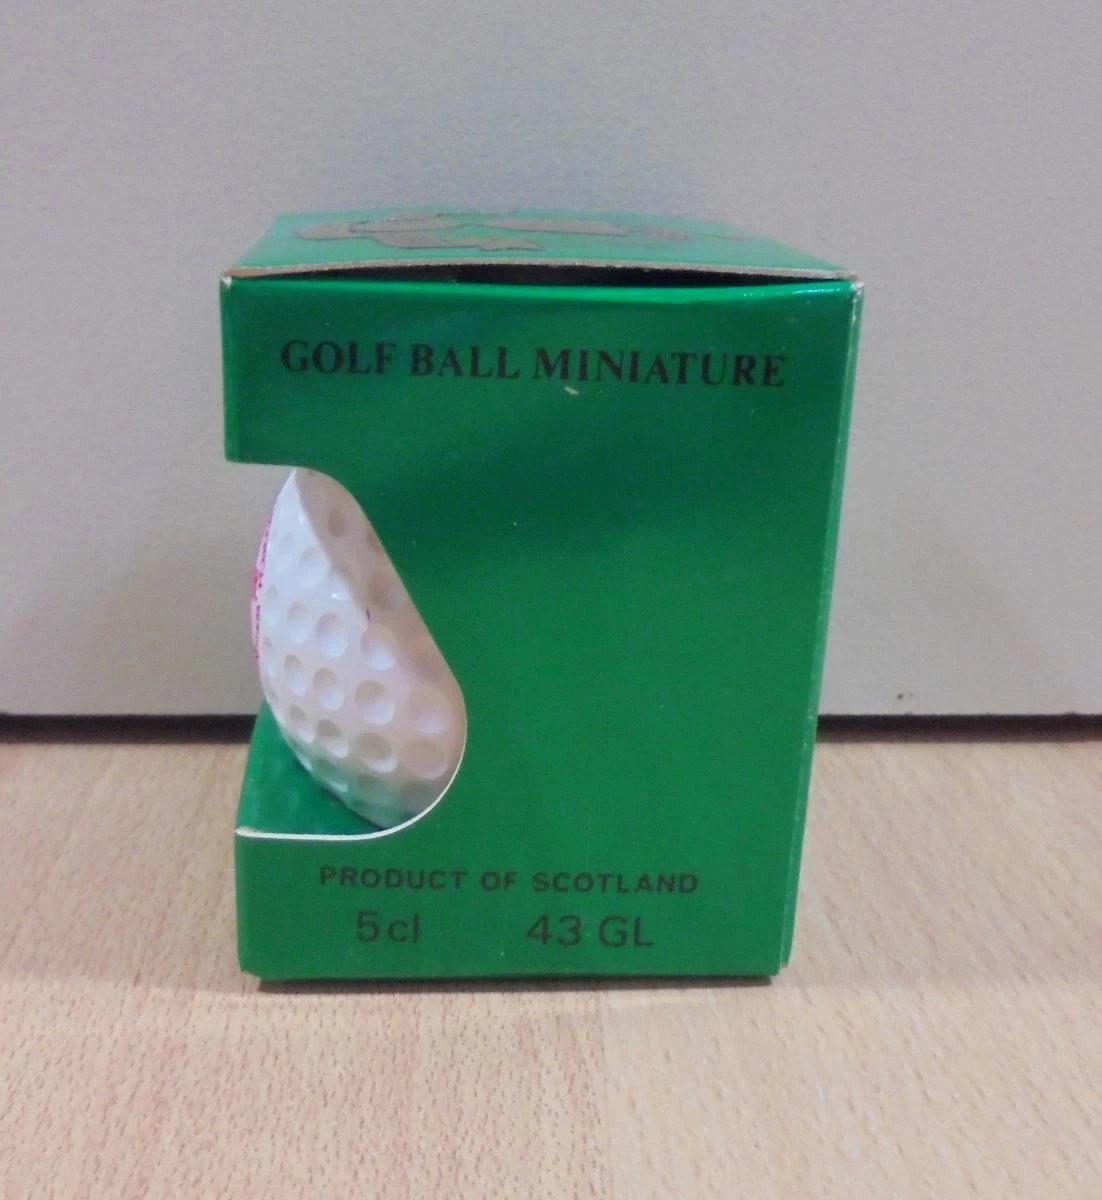 GOLF BALL MINIATURE
PRODUCT OF SCOTLAND
5cl 43 GL